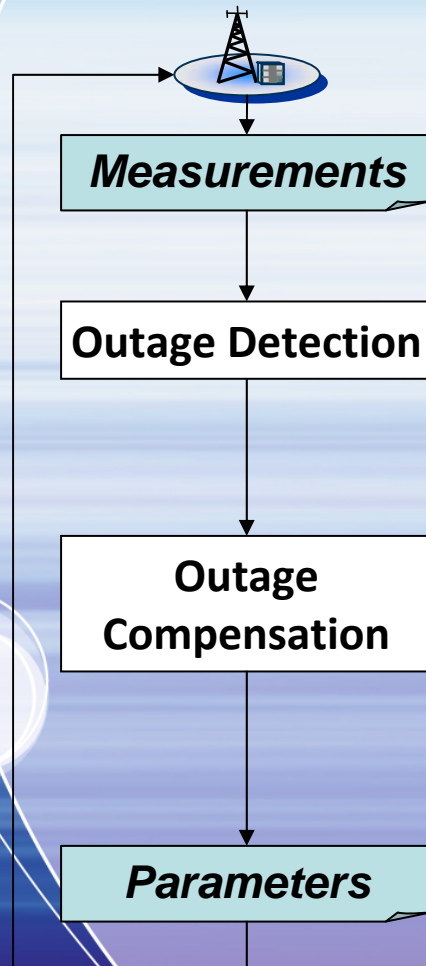 Measurements
Outage Detection
Outage
Compensation
Parameters